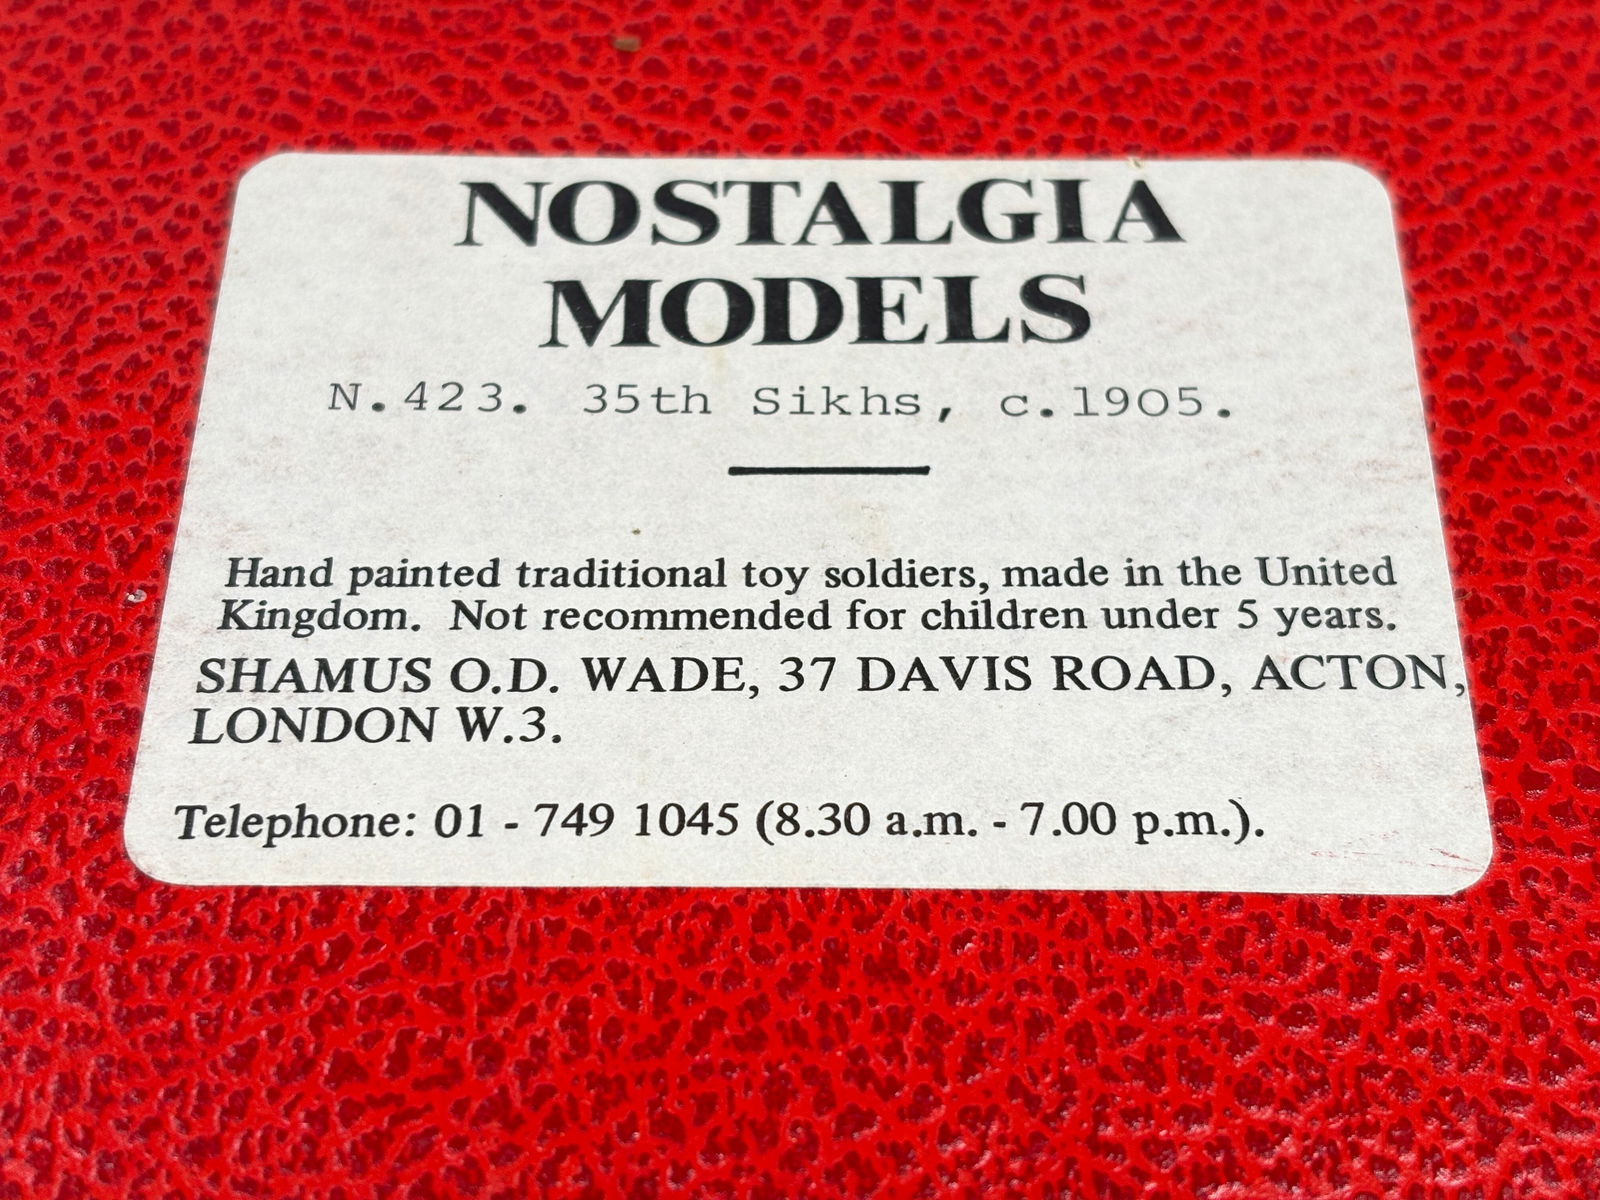 NOSTALGIA
MODELS
N.423. 35th Sikhs, c.1905.
Hand painted traditional toy soldiers, made in the United
Kingdom. Not recommended for children under 5 years.
SHAMUS O.D. WADE, 37 DAVIS ROAD, ACTON,
LONDON W.3.
Telephone: 01 - 749 1045 (8.30 a.m. - 7.00 p.m.).